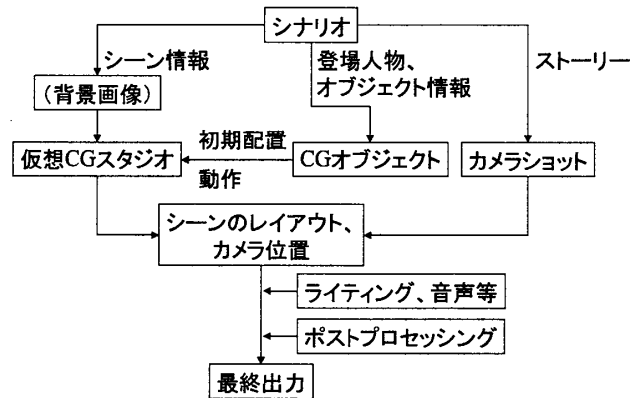 シナリオ
シーン情報
登場人物、
オブジェクト情報
ストーリー
(背景画像)
仮想CGスタジオ
初期配置
動作
CGオブジェクト
カメラショット
シーンのレイアウト、
カメラ位置
ライティング、音声等
ポストプロセッシング
最終出力